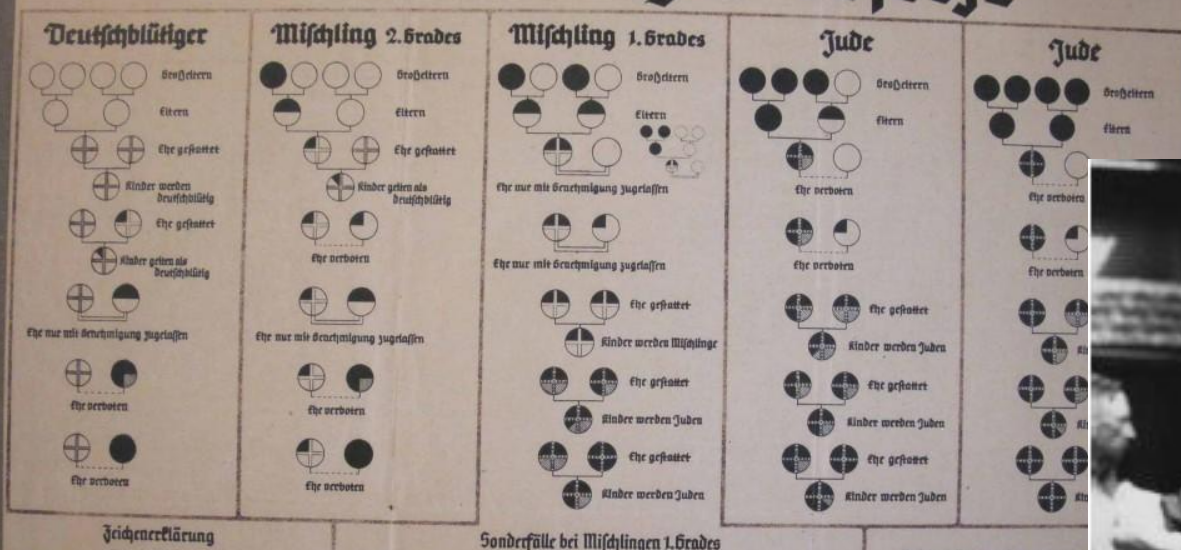 Deutschblütiger
Großeltern
Eltern
Ehe gestattet
Kinder werden
deutschblütig
Ehe gestattet
Kinder gelten als
deutschblütig
Ehe nur mit Genehmigung zugelassen
Ehe verboten
Ehe verboten
Mischling 2. Grades
Großeltern
Eltern
Ehe gestattet
Kinder gelten als
deutschblütig
Ehe verboten
Ehe nur mit Genehmigung zugelassen
Ehe verboten
Ehe verboten
Mischling 1. Grades
Großeltern
Eltern
Ehe nur mit Genehmigung zugelassen
Ehe nur mit Genehmigung zugelassen
Ehe gestattet
Kinder werden Mischlinge
Ehe gestattet
Kinder werden Juden
Ehe gestattet
Kinder werden Juden
Jude
Großeltern
Eltern
Ehe verboten
Ehe verboten
Ehe gestattet
Kinder werden Juden
Ehe gestattet
Kinder werden Juden
Ehe gestattet
Kinder werden Juden
Jude
Großeltern
Eltern
Ehe verboten
Ehe verboten
Zeichenerklärung
Sonderfälle bei Mischlingen 1. Grades